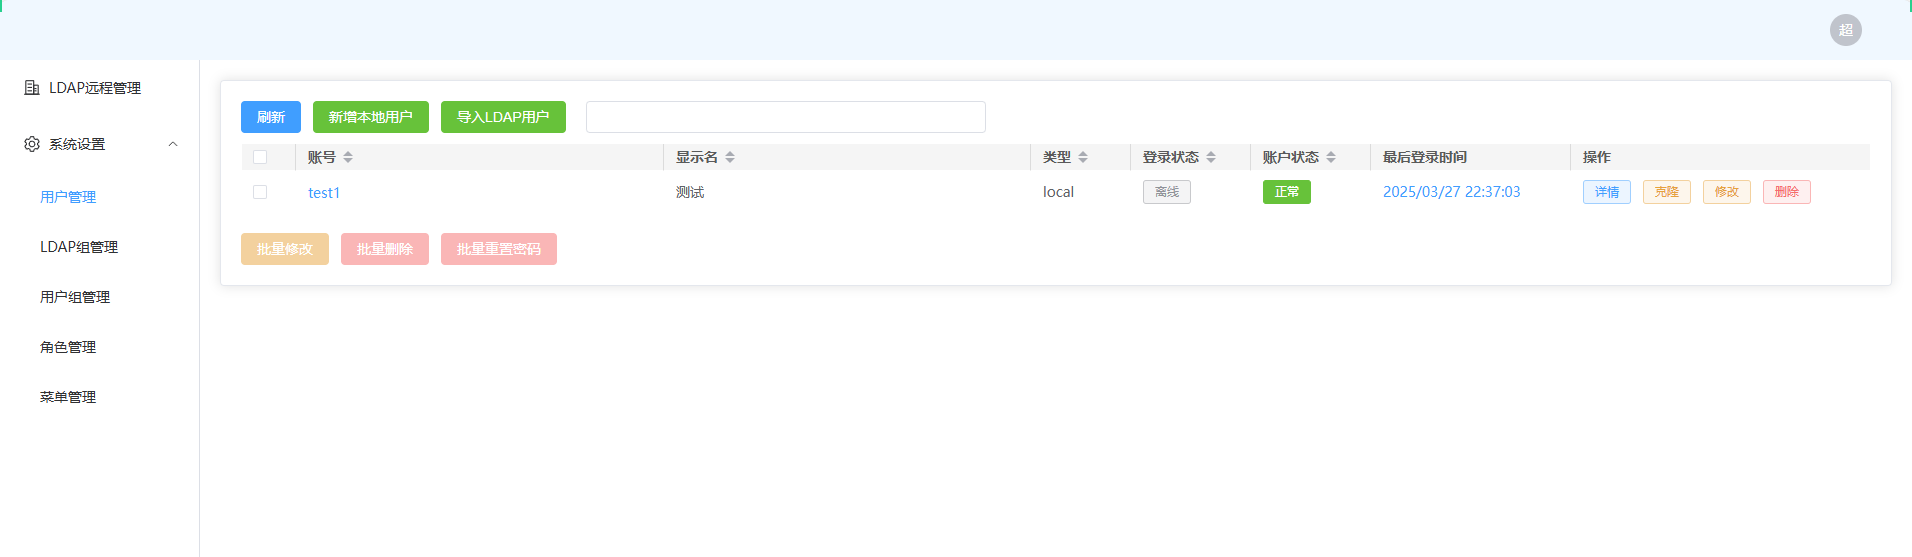 超
LDAP远程管理
系统设置
用户管理
LDAP组管理
用户组管理
角色管理
菜单管理
刷新 新增本地用户 导入LDAP用户
账号 显示名 类型 登录状态 账户状态 最后登录时间 操作
test1 测试 local 离线 正常 2025/03/27 22:37:03 详情 克隆 修改 删除
批量修改 批量删除 批量重置密码